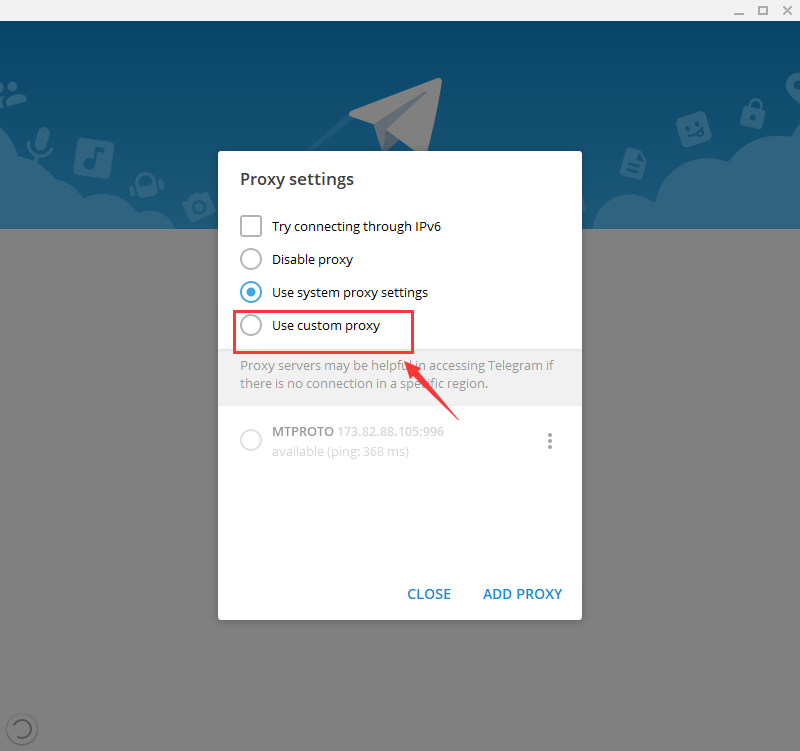 Proxy settings
Try connecting through IPv6
Disable proxy
Use system proxy settings
Use custom proxy
Proxy servers may be helpful in accessing Telegram if
there is no connection in a specific region.
MTPROTO 173.82.88.105:996
available (ping: 368 ms)
CLOSE ADD PROXY